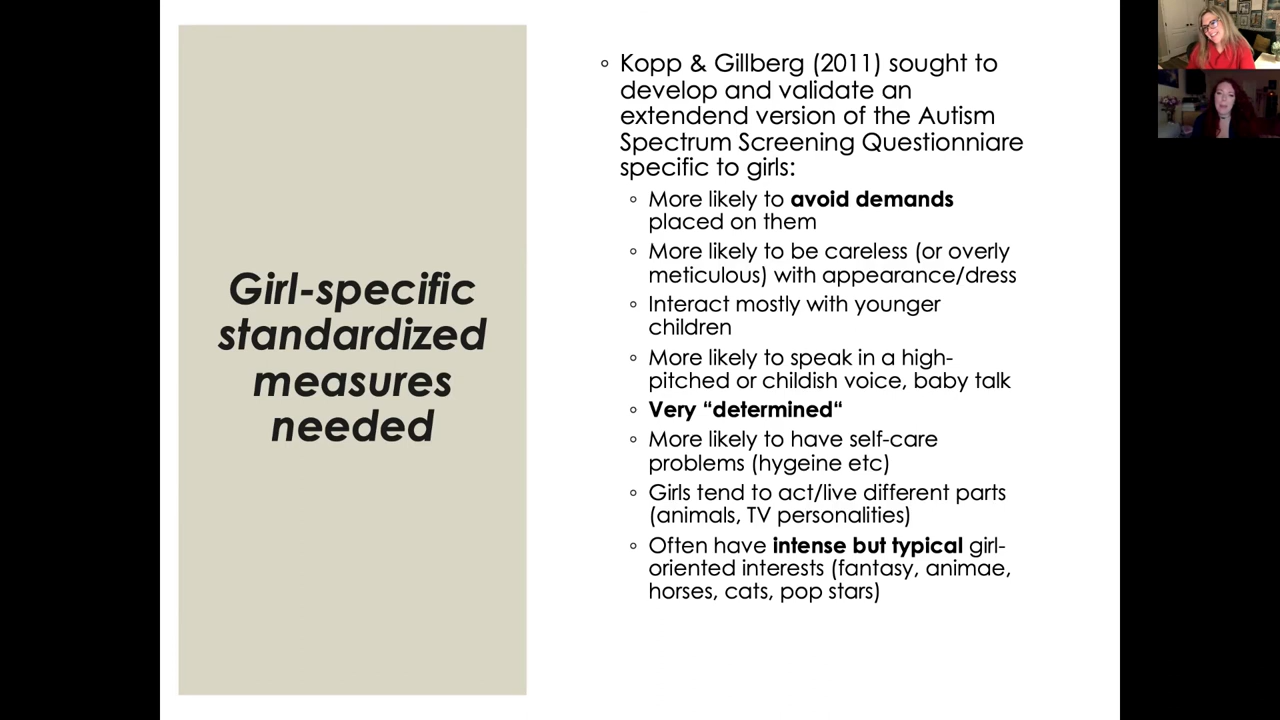 Girl-specific
standardized
measures
needed
Kopp & Gillberg (2011) sought to
develop and validate an
extendend version of the Autism
Spectrum Screening Questionniare
specific to girls:
More likely to avoid demands
placed on them
More likely to be careless (or overly
meticulous) with appearance/dress
Interact mostly with younger
children
More likely to speak in a high-
pitched or childish voice, baby talk
Very “determined“
More likely to have self-care
problems (hygeine etc)
Girls tend to act/live different parts
(animals, TV personalities)
Often have intense but typical girl-
oriented interests (fantasy, animae,
horses, cats, pop stars)